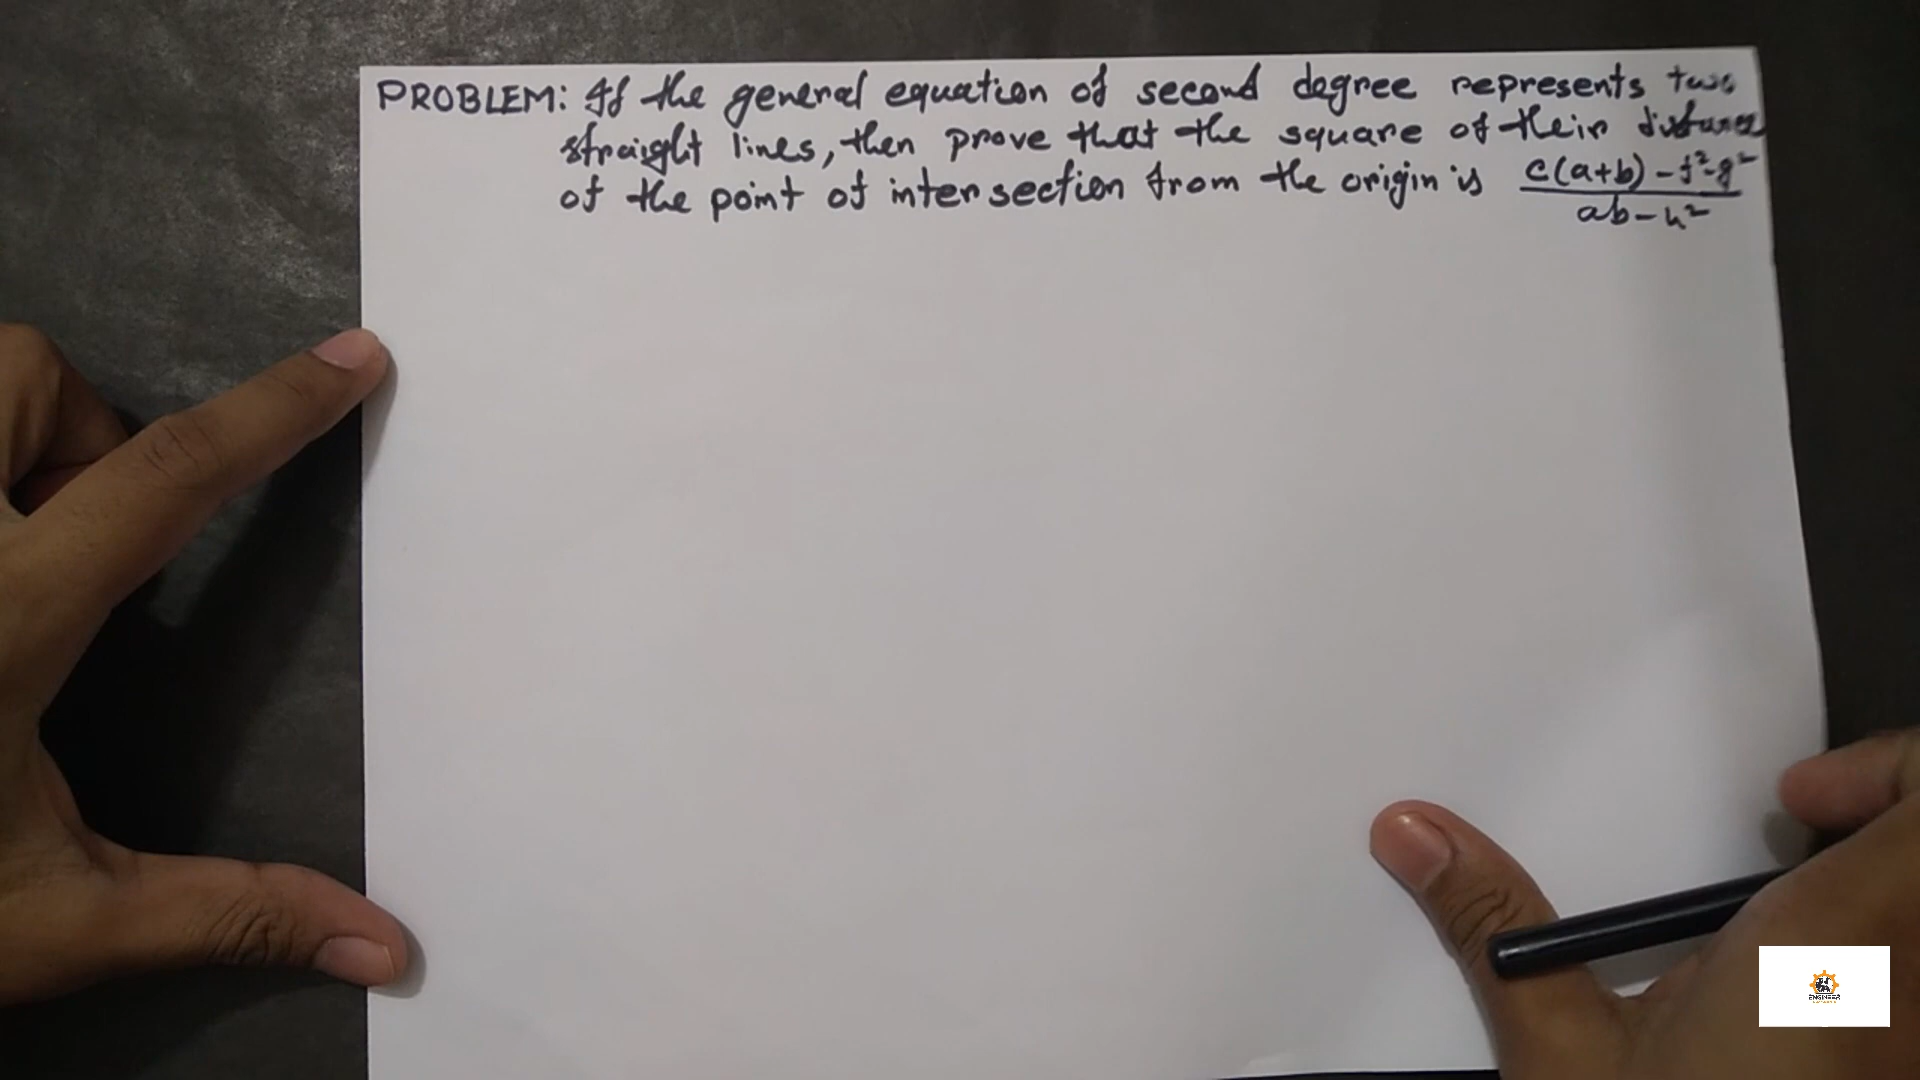 PROBLEM: If the general equation of second degree represents two
straight lines, then prove that the square of their distance
of the point of intersection from the origin is c(a+b) - f²-g² / ab - h²
ENGINEER